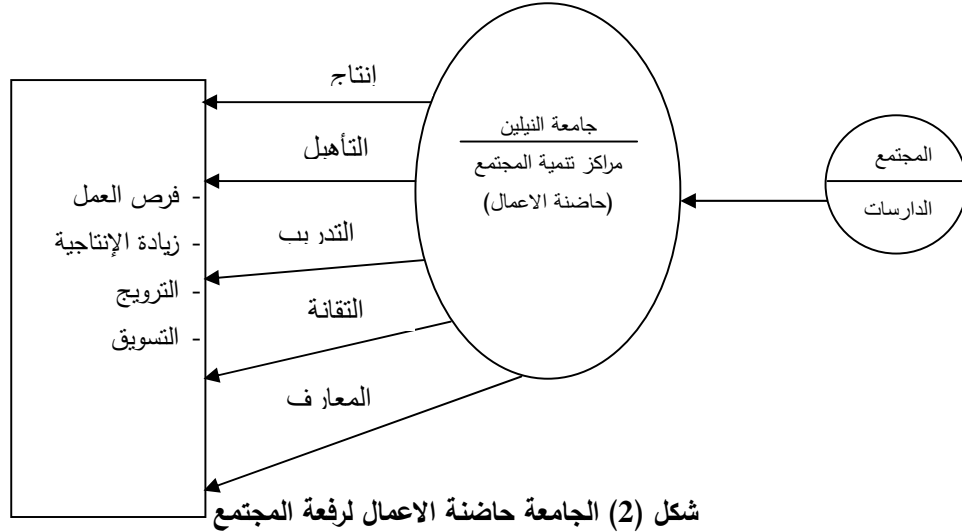 المجتمع
الدارسات
جامعة النيلين
مراكز تنمية المجتمع
(حاضنة الاعمال)
إنتاج
التأهيل
التدريب
التقانة
المعارف
- فرص العمل
- زيادة الإنتاجية
- الترويج
- التسويق
شكل (2) الجامعة حاضنة الاعمال لرفعة المجتمع